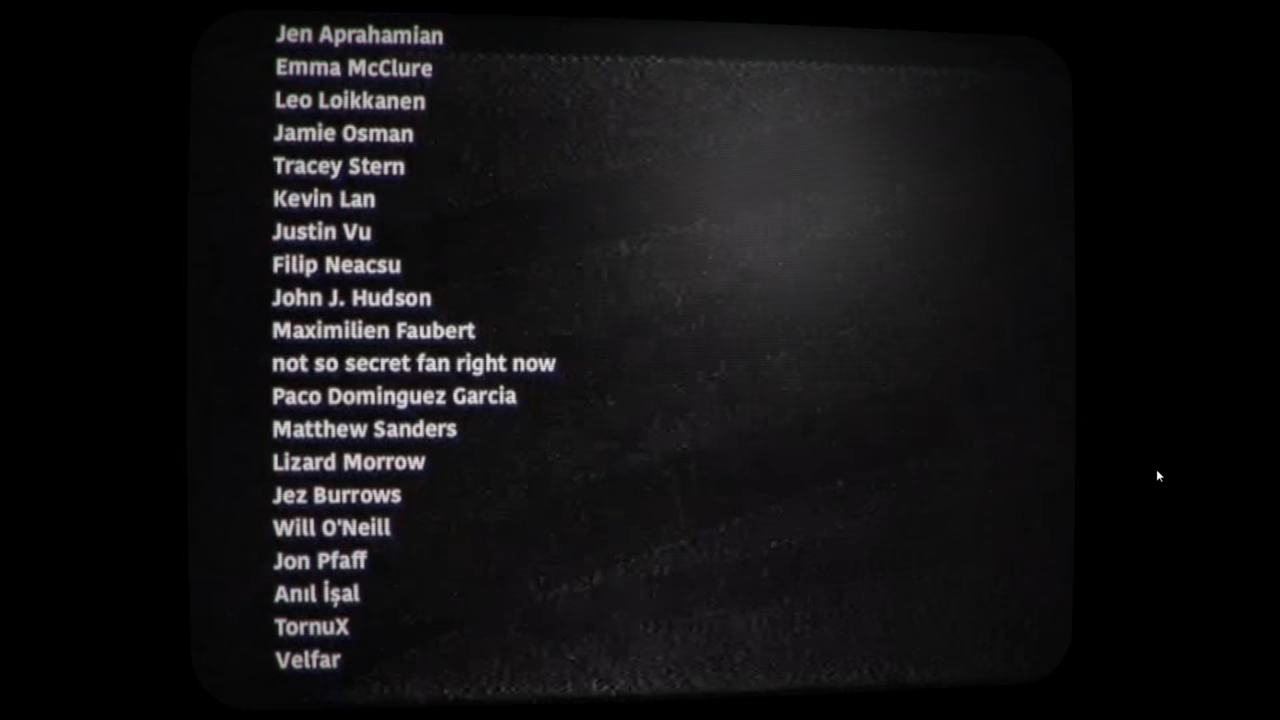 Jen Aprahamian
Emma McClure
Leo Loikkanen
Jamie Osman
Tracey Stern
Kevin Lan
Justin Vu
Filip Neacsu
John J. Hudson
Maximilien Faubert
not so secret fan right now
Paco Dominguez Garcia
Matthew Sanders
Lizard Morrow
Jez Burrows
Will O'Neill
Jon Pfaff
Anıl İşal
TornuX
Velfar